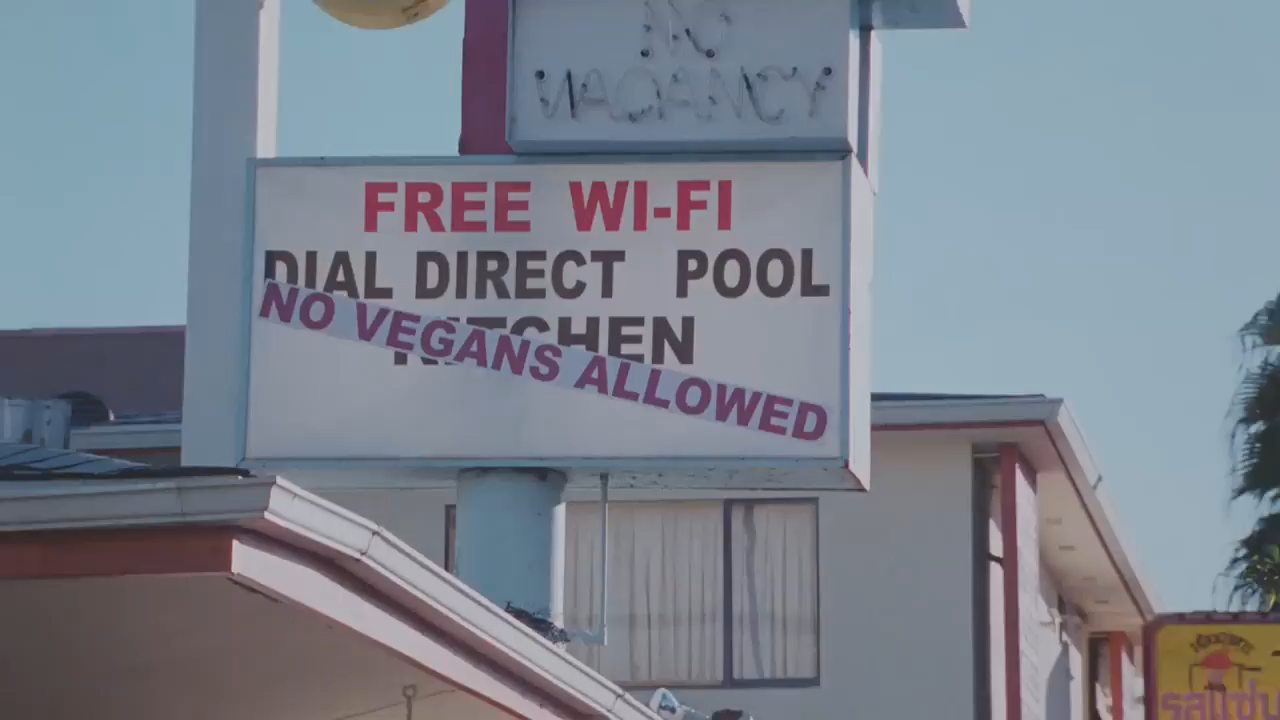 NO
VACANCY
FREE WI-FI
DIAL DIRECT POOL
KITCHEN
NO VEGANS ALLOWED